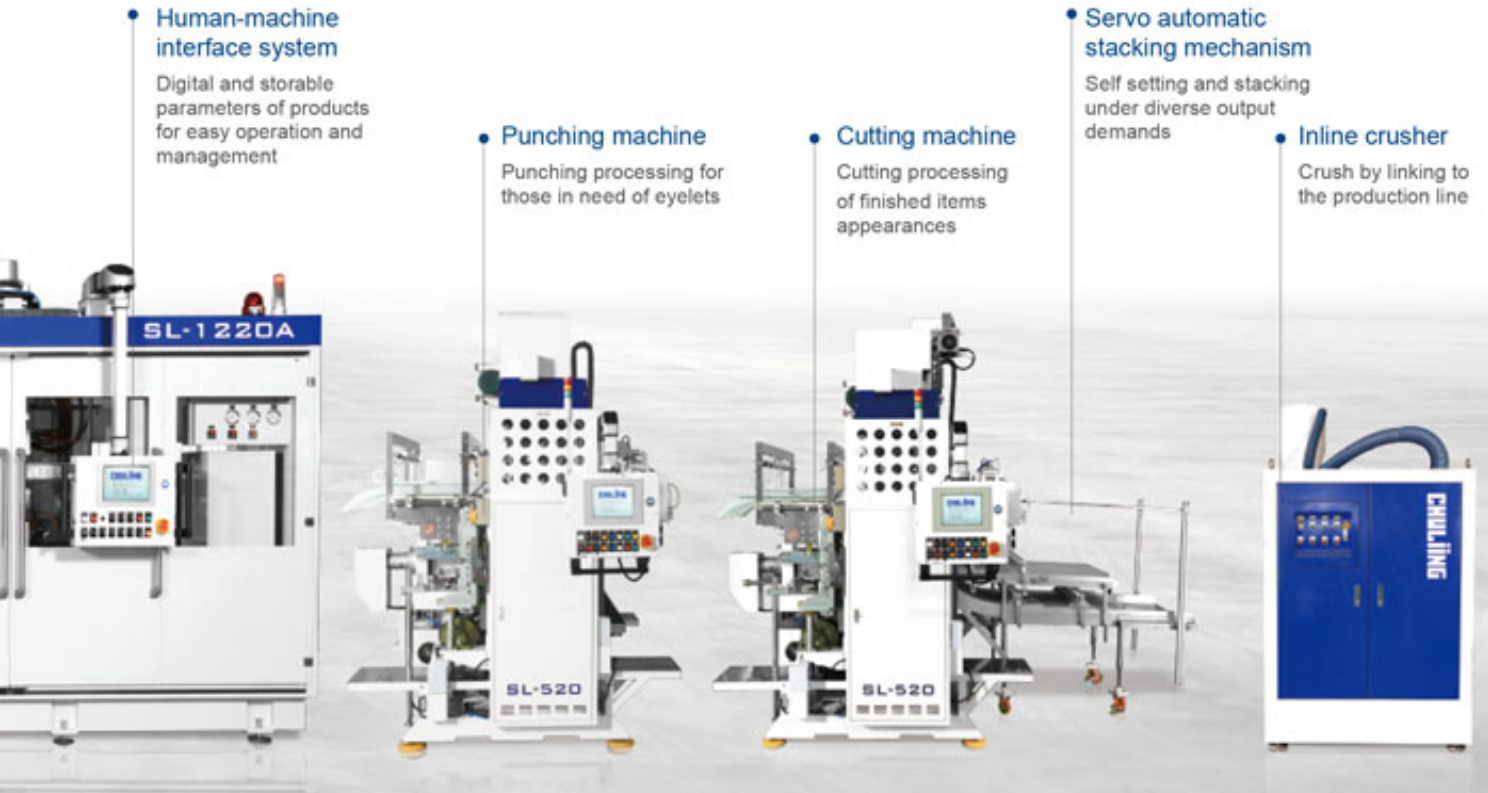 Human-machine
interface system
Digital and storable
parameters of products
for easy operation and
management
Punching machine
Punching processing for
those in need of eyelets
Cutting machine
Cutting processing
of finished items
appearances
Servo automatic
stacking mechanism
Self setting and stacking
under diverse output
demands
Inline crusher
Crush by linking to
the production line
SL-1220A
SL-520
SL-520
CHULIING